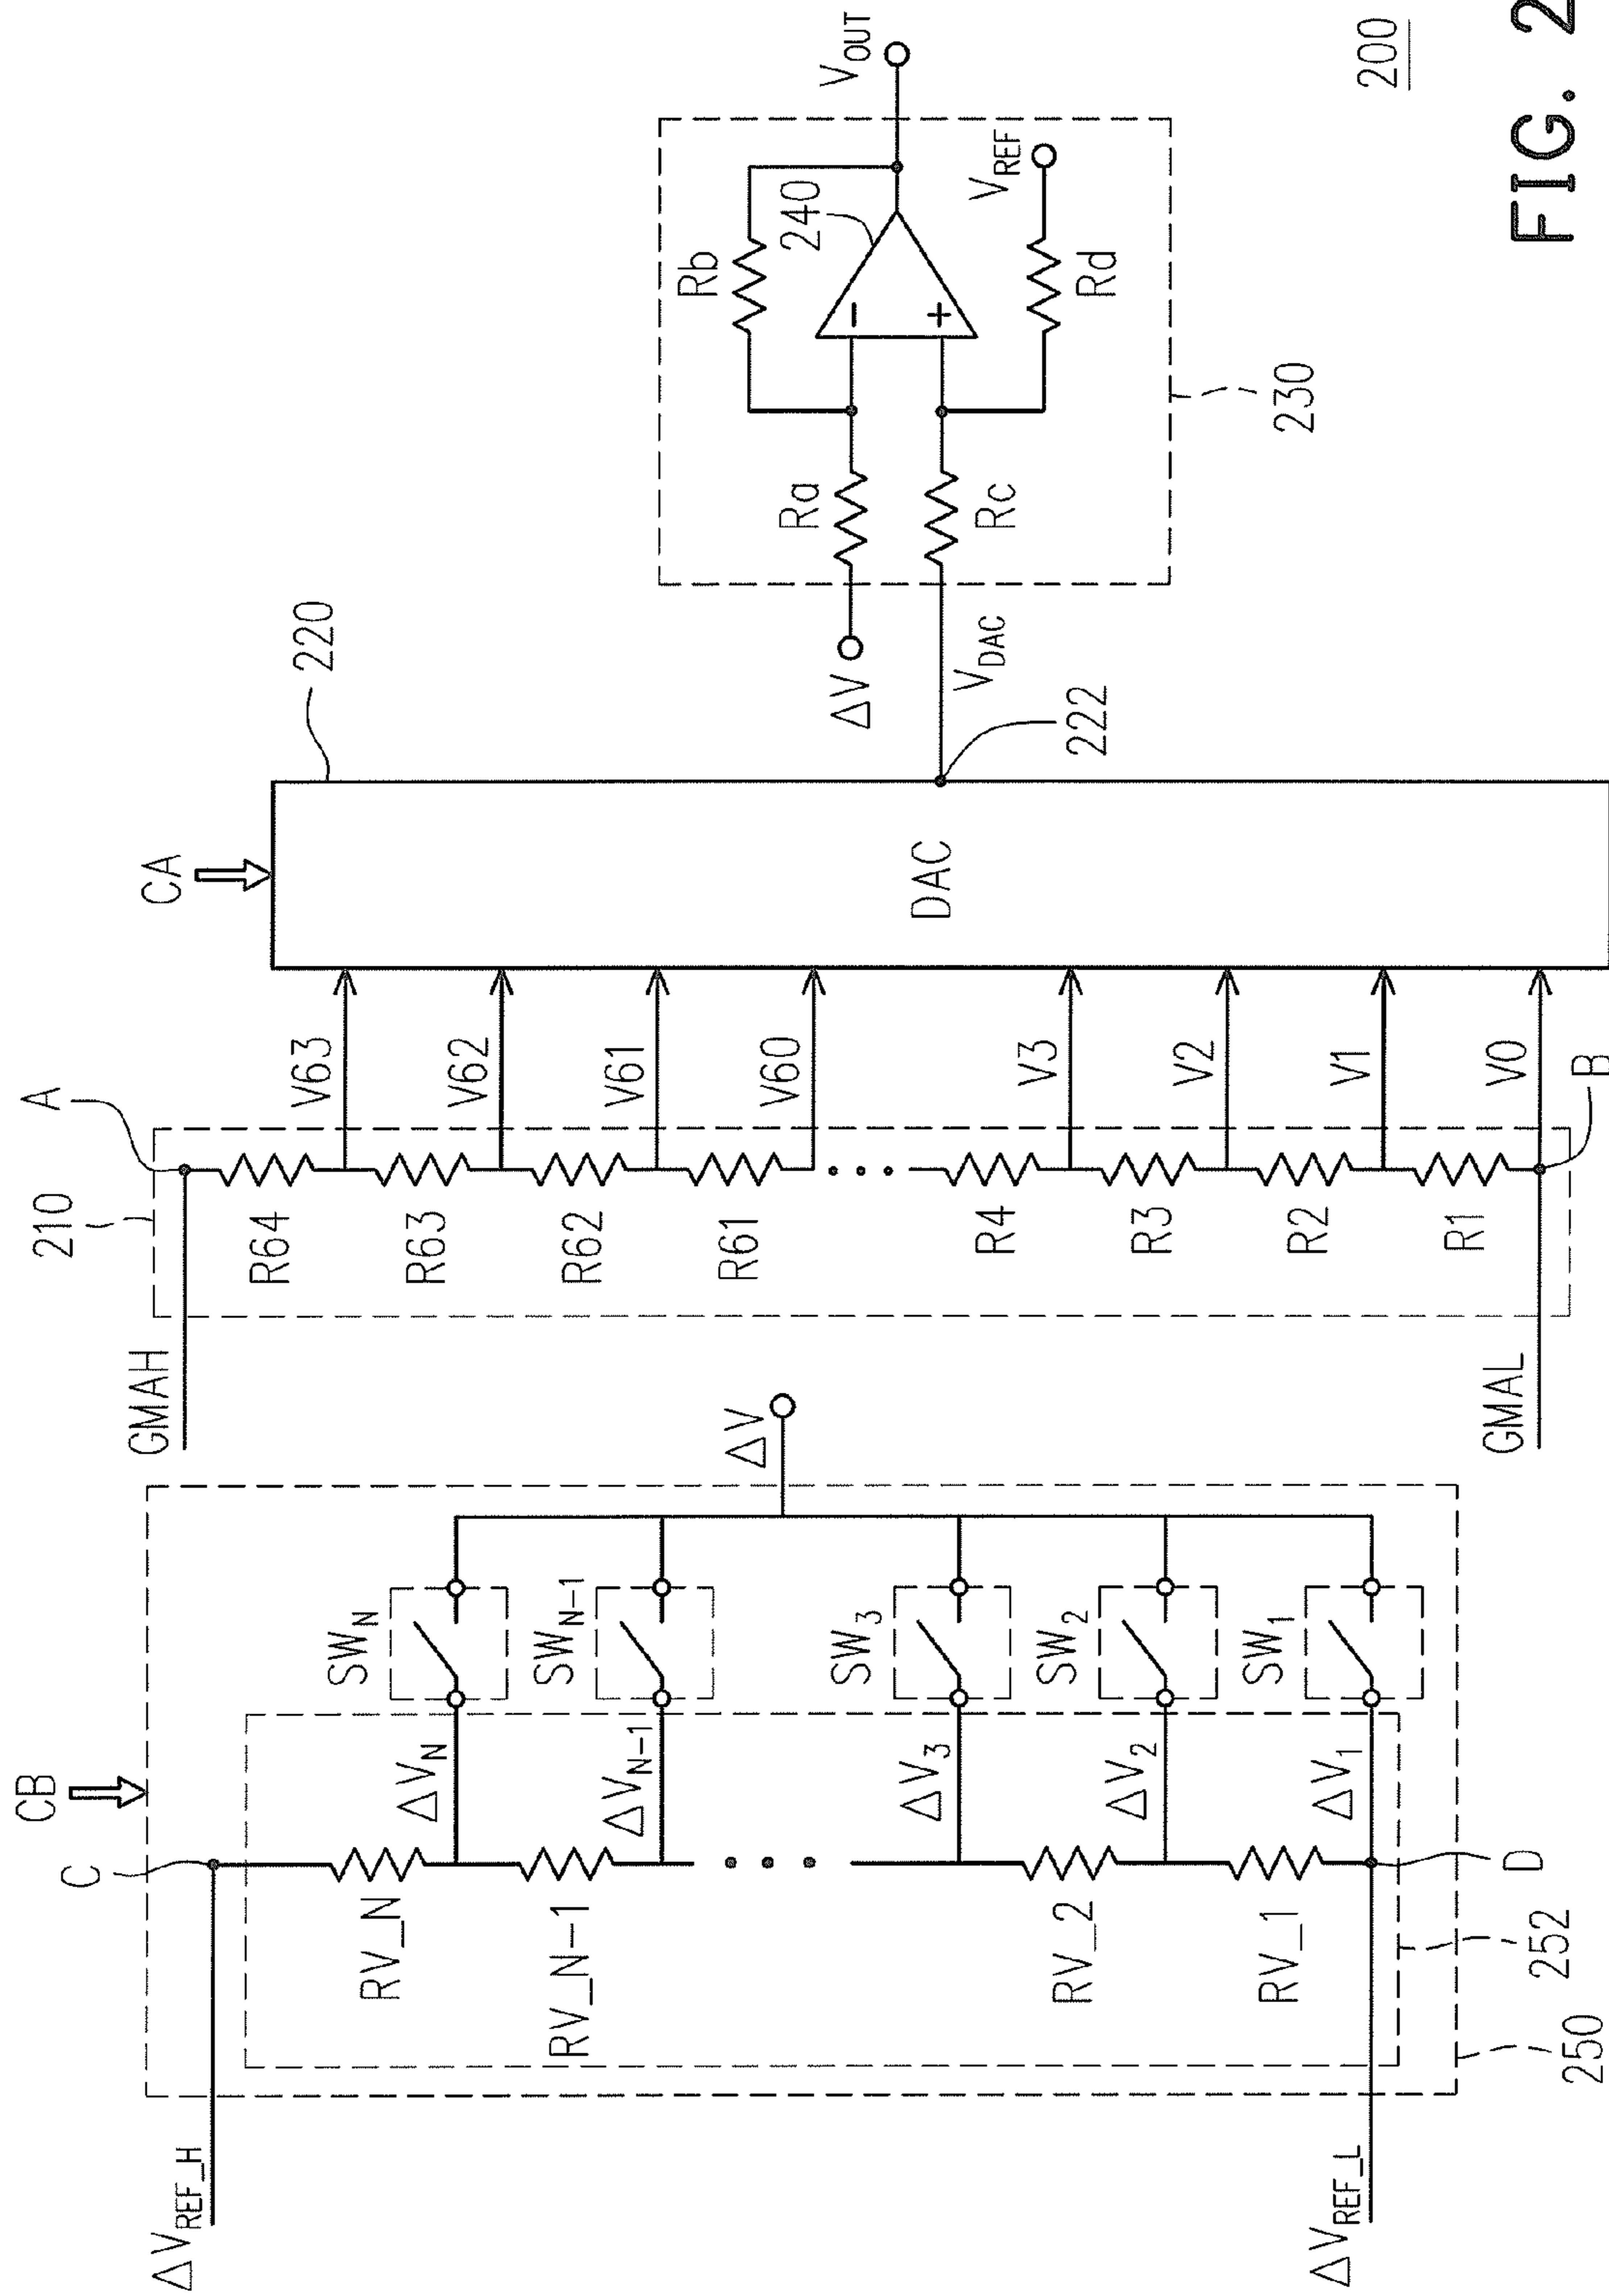 CB
C
ΔV_REF_H
RV_N
ΔV_N
SW_N
RV_N-1
ΔV_N-1
SW_N-1
ΔV_3
SW_3
RV_2
ΔV_2
SW_2
RV_1
ΔV_1
SW_1
ΔV_REF_L
D
252
250
ΔV
210
A
GMAH
R64
V63
R63
V62
R62
V61
R61
V60
R4
V3
R3
V2
R2
V1
R1
V0
GMAL
B
CA
220
DAC
222
V_DAC
ΔV
Ra
Rb
240
−
+
Rc
Rd
V_REF
V_OUT
230
200
FIG. 2